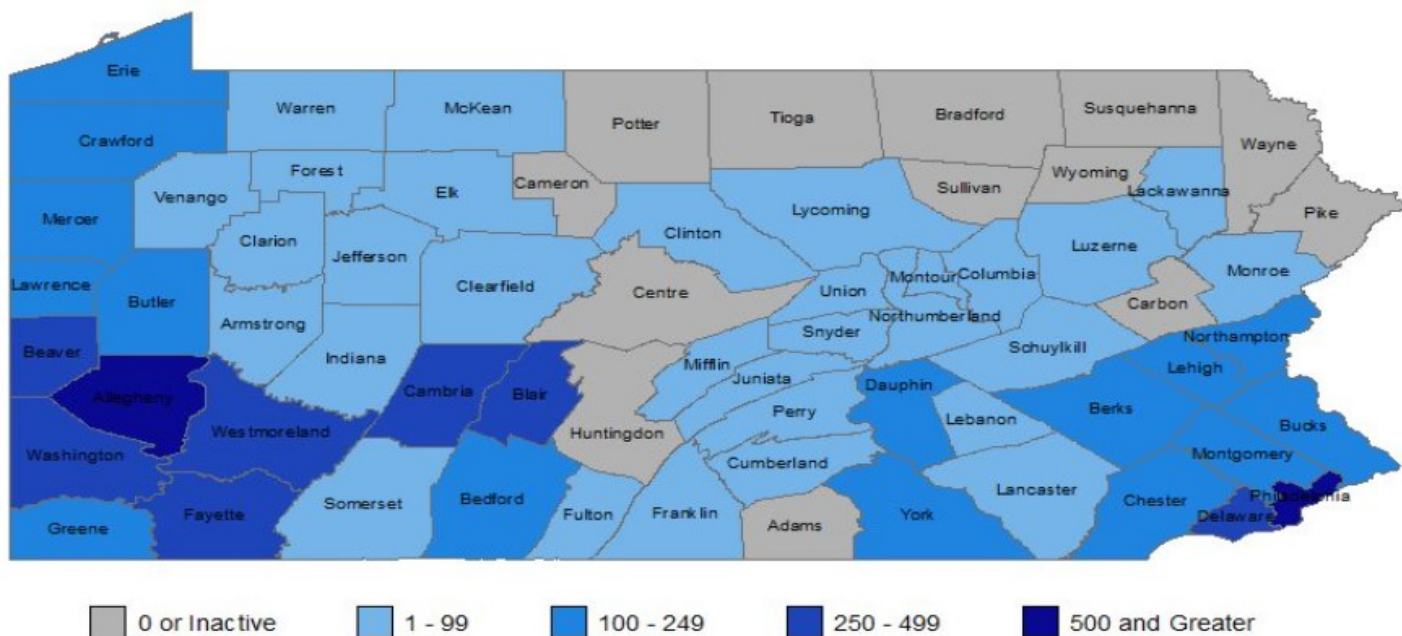 Erie
Warren
McKean
Potter
Tioga
Bradford
Susquehanna
Crawford
Wayne
Forest
Cameron
Wyoming
Venango
Elk
Sullivan
Lackawanna
Mercer
Lycoming
Pike
Clarion
Clinton
Jefferson
Luzerne
Lawrence
Montour
Columbia
Monroe
Butler
Clearfield
Centre
Union
Carbon
Armstrong
Northumberland
Snyder
Northampton
Beaver
Indiana
Schuylkill
Mifflin
Lehigh
Juniata
Dauphin
Allegheny
Cambria
Blair
Perry
Berks
Lebanon
Bucks
Westmoreland
Huntingdon
Washington
Cumberland
Montgomery
Lancaster
Somerset
Bedford
Philadelphia
Chester
Fulton
Franklin
York
Fayette
Delaware
Greene
Adams
0 or Inactive
1 - 99
100 - 249
250 - 499
500 and Greater